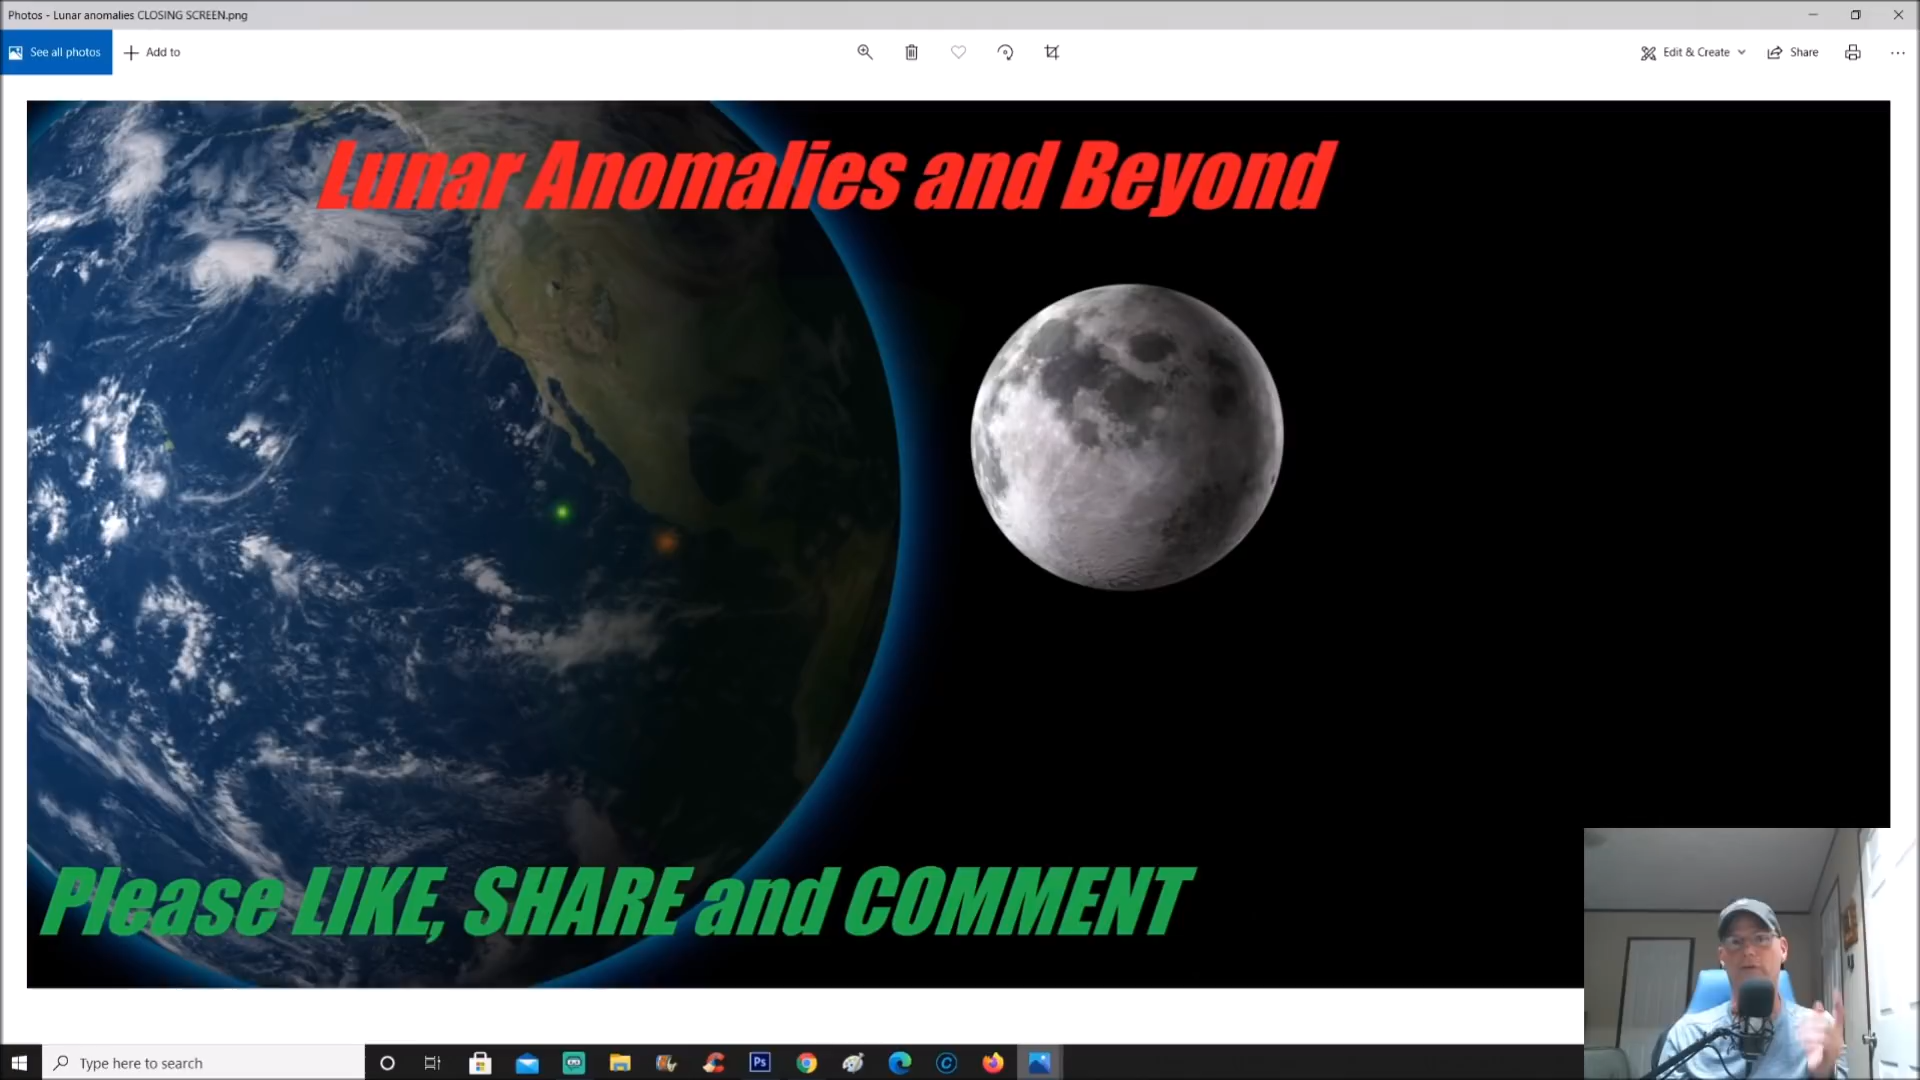 Photos - Lunar anomalies CLOSING SCREEN.png
See all photos
Add to
Edit & Create
Share
Lunar Anomalies and Beyond
Please LIKE, SHARE and COMMENT
Type here to search
Ps